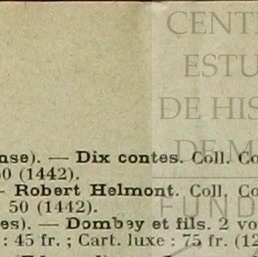 CENT
ESTU
DE HIS
DE M
FUND
nse). — Dix contes. Coll. Co
50 (1442).
— Robert Helmont. Coll. Co
50 (1442).
es). — Dombey et fils. 2 vo
: 45 fr. ; Cart. luxe : 75 fr. (12